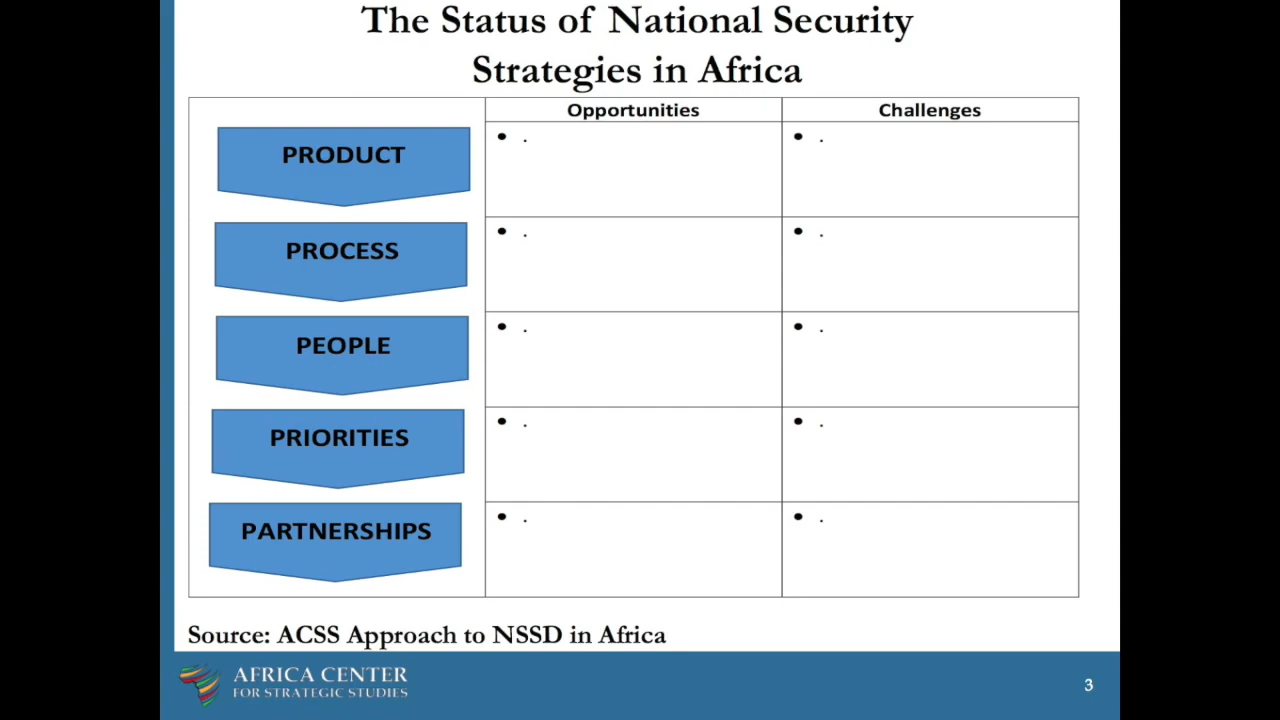 The Status of National Security
Strategies in Africa
Opportunities Challenges
PRODUCT
• . • .
PROCESS
• . • .
PEOPLE
• . • .
PRIORITIES
• . • .
PARTNERSHIPS
• . • .
Source: ACSS Approach to NSSD in Africa
AFRICA CENTER
FOR STRATEGIC STUDIES
3